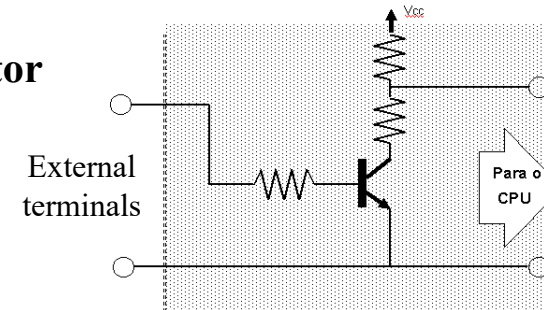 Vcc
tor
External
terminals
Para o
CPU